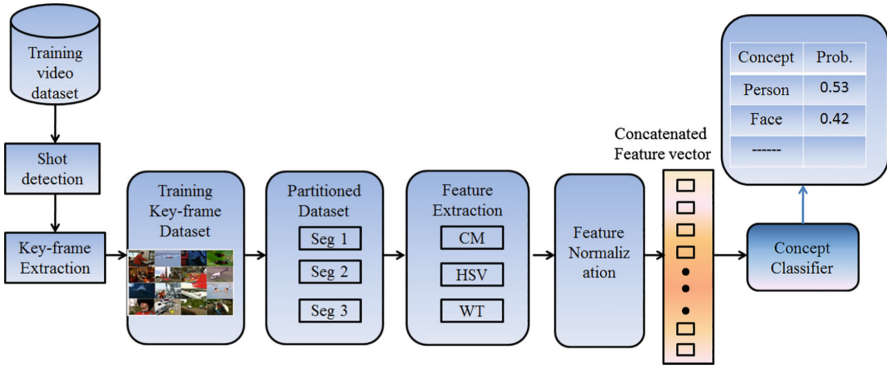 Training
video
dataset
Shot
detection
Key-frame
Extraction
Training
Key-frame
Dataset
Partitioned
Dataset
Seg 1
Seg 2
Seg 3
Feature
Extraction
CM
HSV
WT
Feature
Normaliz
ation
Concatenated
Feature vector
Concept
Classifier
Concept Prob.
Person 0.53
Face 0.42
------